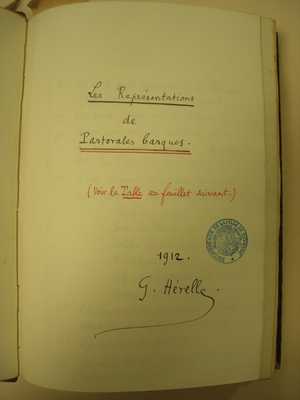 Les Représentations
de
Pastorales basques.
(Voir la Table au feuillet suivant.)
1912.
G. Hérelle